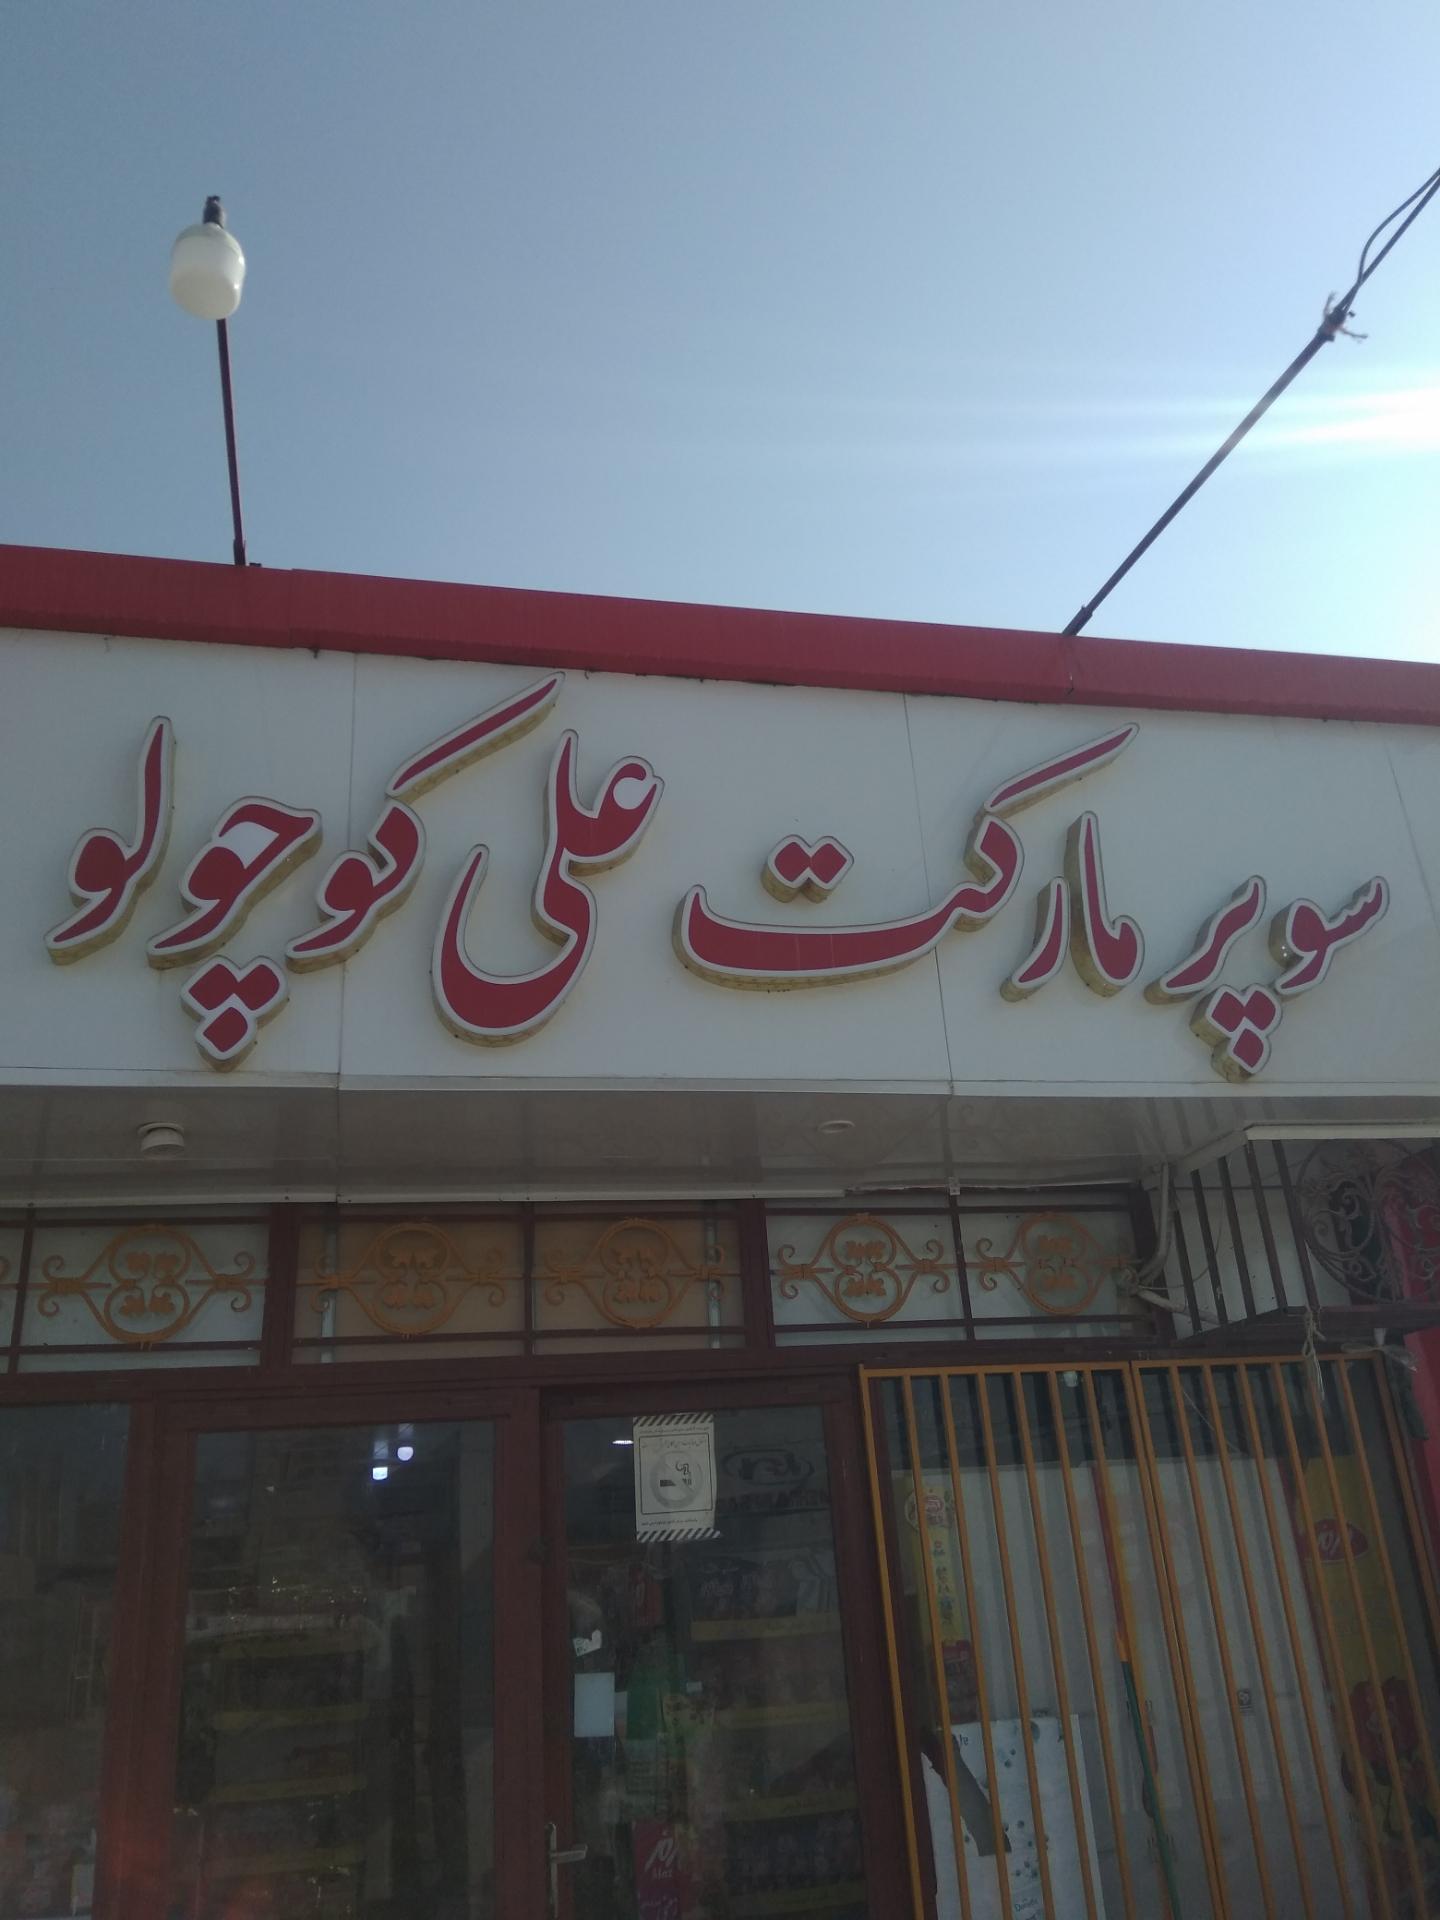 سوپر مارکت علی کوچولو